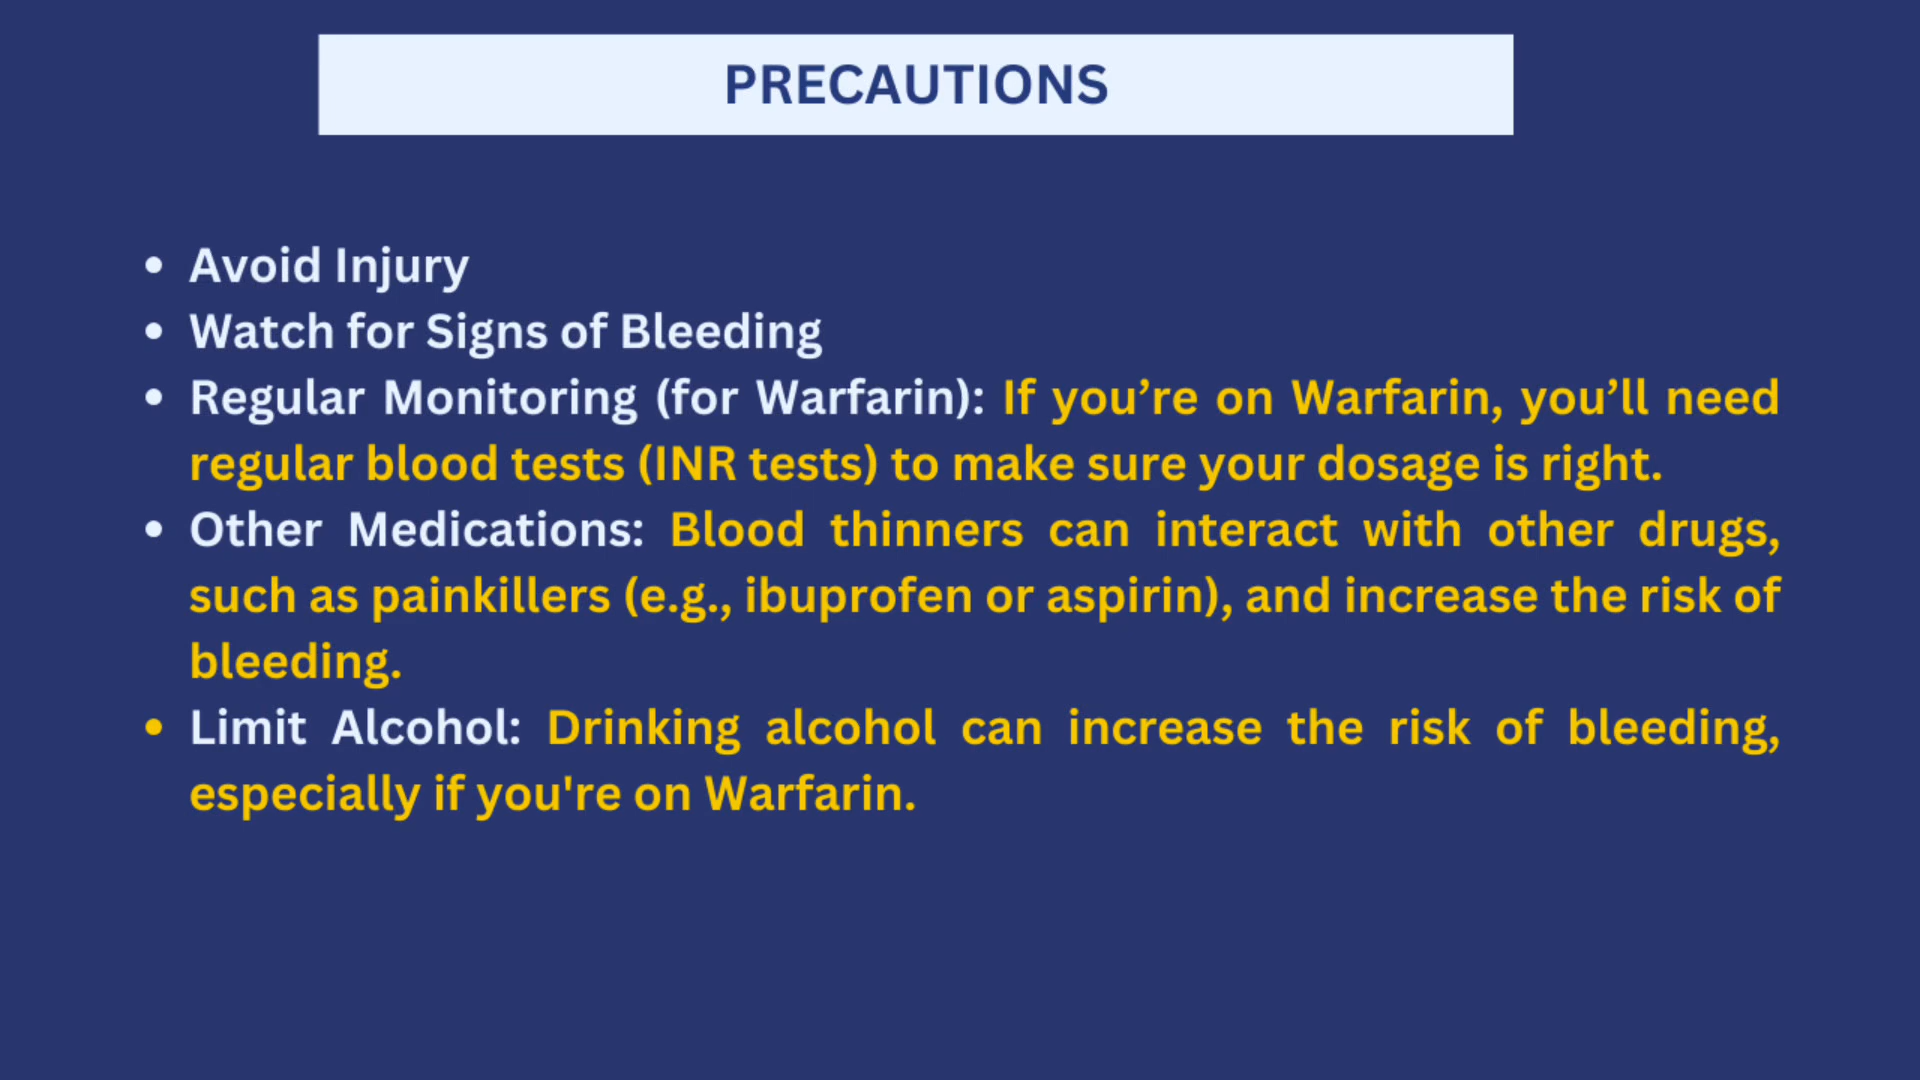 PRECAUTIONS
• Avoid Injury
• Watch for Signs of Bleeding
• Regular Monitoring (for Warfarin): If you’re on Warfarin, you’ll need
regular blood tests (INR tests) to make sure your dosage is right.
• Other Medications: Blood thinners can interact with other drugs,
such as painkillers (e.g., ibuprofen or aspirin), and increase the risk of
bleeding.
• Limit Alcohol: Drinking alcohol can increase the risk of bleeding,
especially if you're on Warfarin.